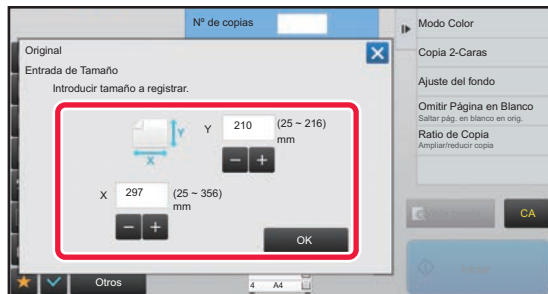 Nº de copias
Modo Color
Original
Copia 2-Caras
Entrada de Tamaño
Introducir tamaño a registrar.
Ajuste del fondo
Omitir Página en Blanco
Saltar pág. en blanco en orig.
Y
Y 210 (25 ~ 216)
mm
Ratio de Copia
Ampliar/reducir copia
X
X 297 (25 ~ 356)
mm
CA
OK
Otros
4 A4